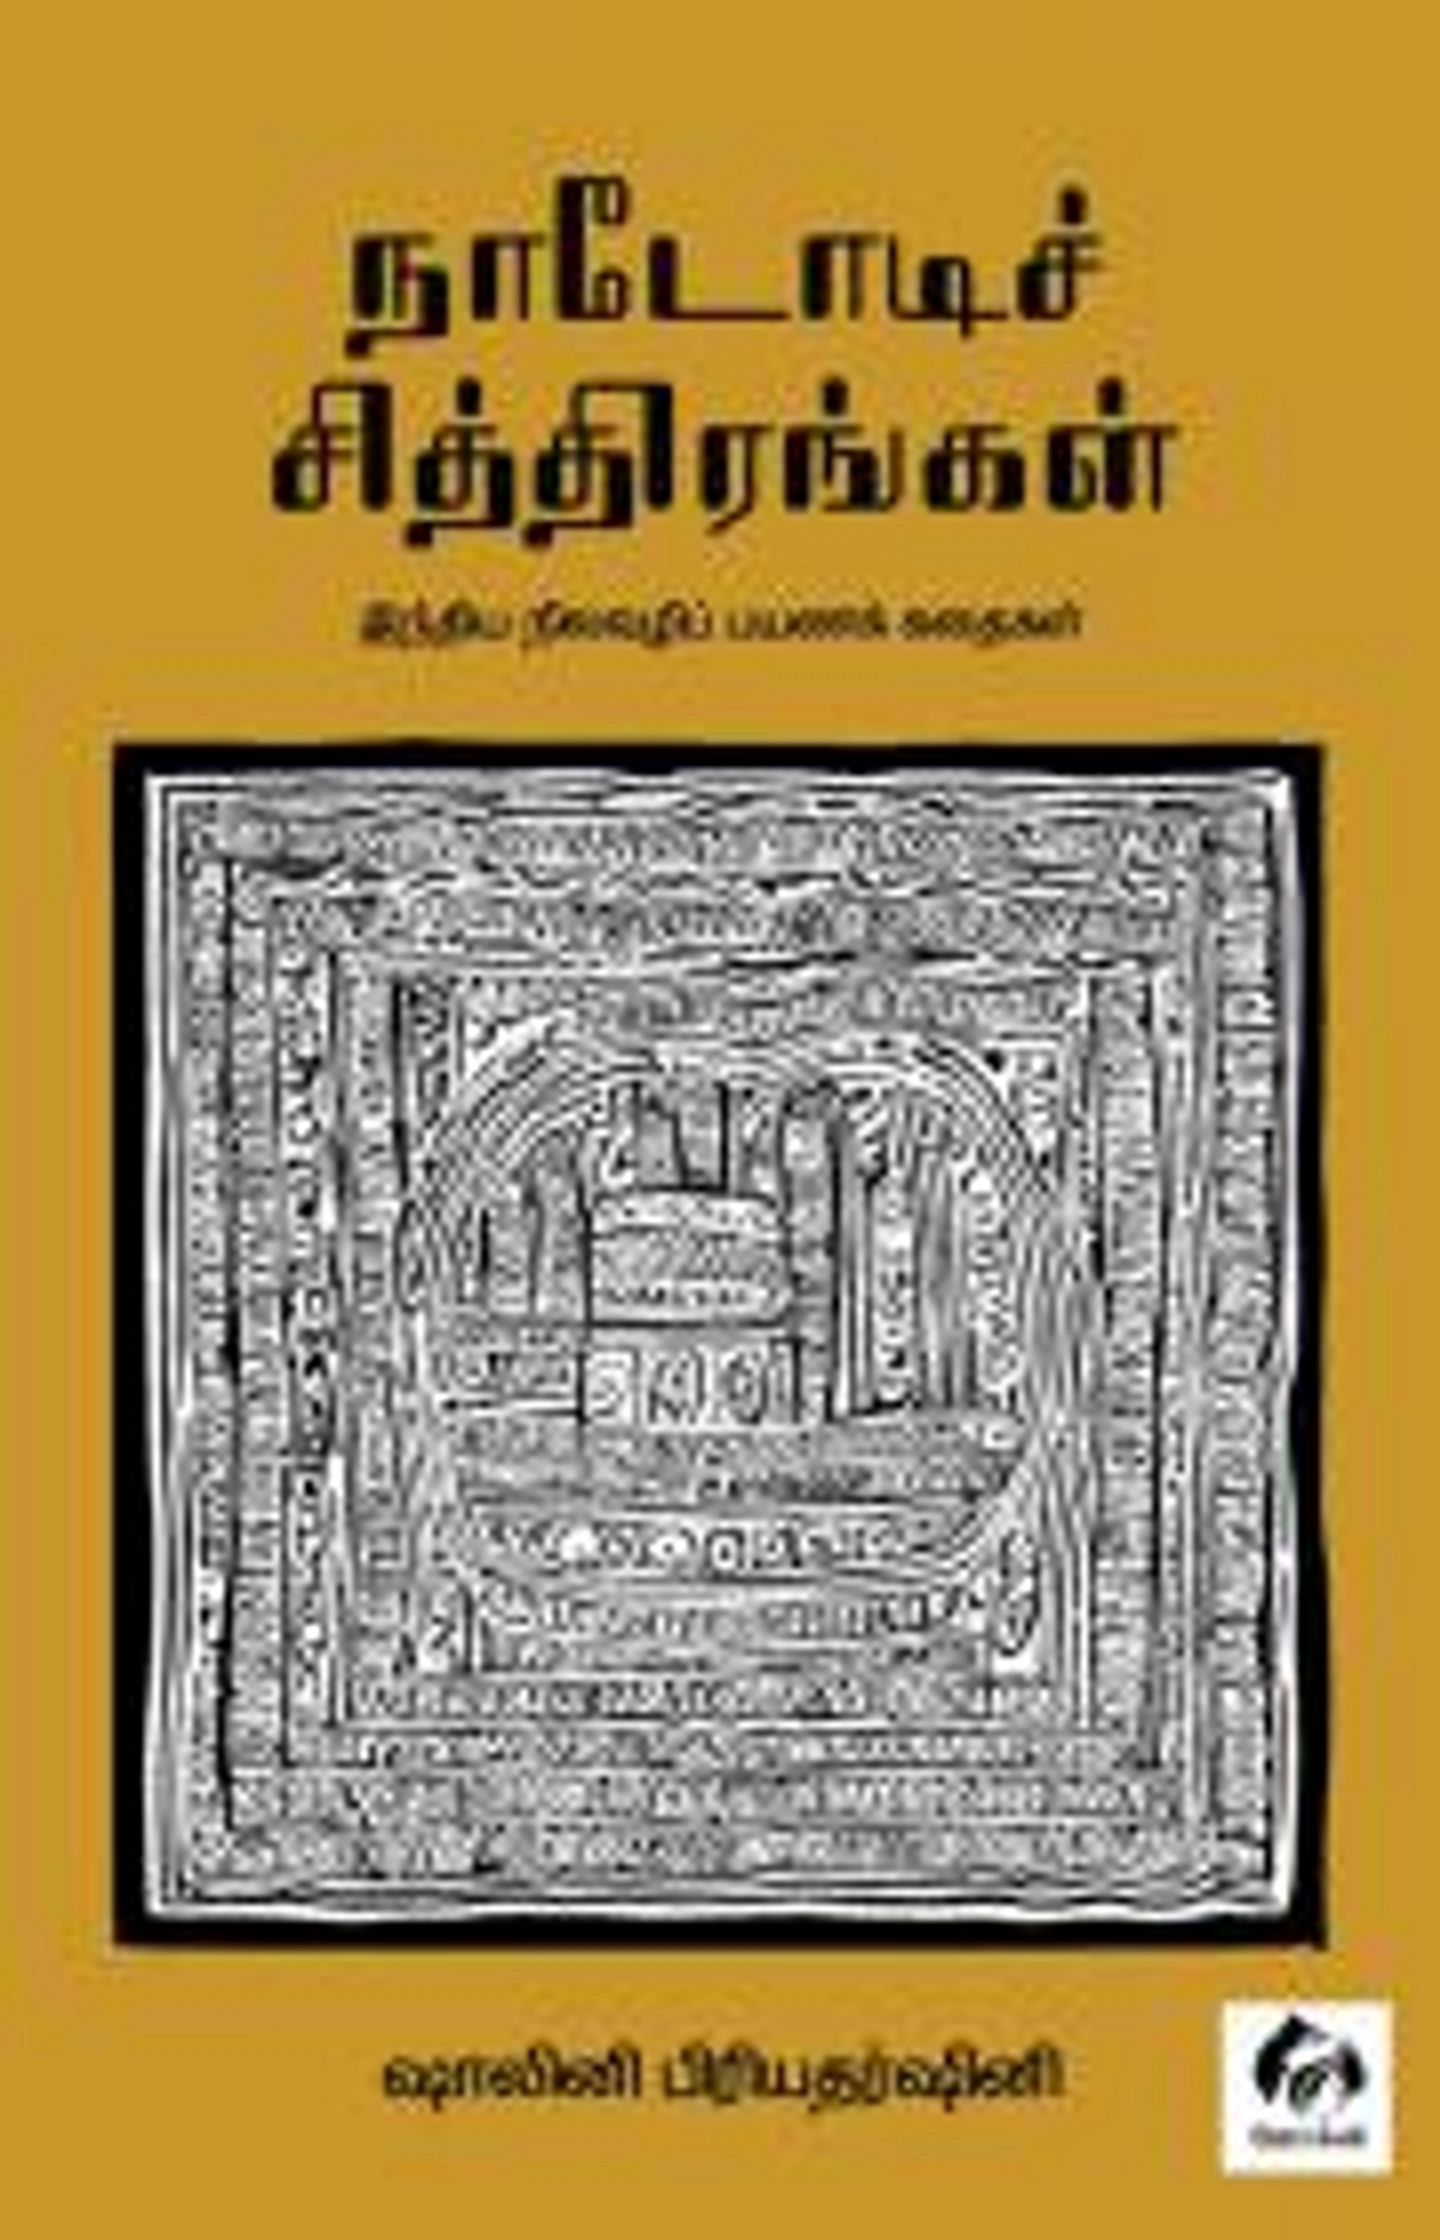 நாடோடிச்
சித்திரங்கள்
இந்திய நிலவழிப் பயணக் கதைகள்
ஷாலினி பிரியதர்ஷினி